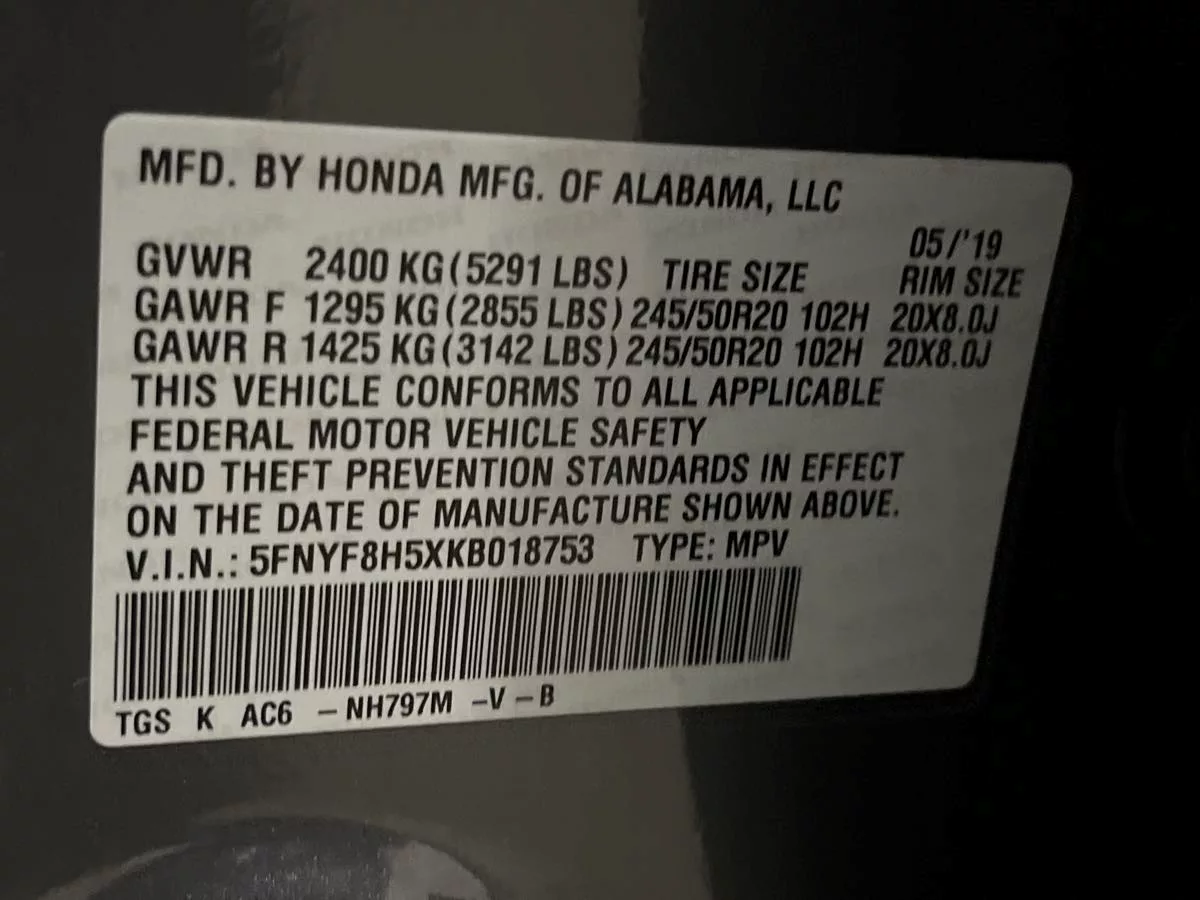 MFD. BY HONDA MFG. OF ALABAMA, LLC
05/'19
GVWR 2400 KG (5291 LBS) TIRE SIZE RIM SIZE
GAWR F 1295 KG (2855 LBS) 245/50R20 102H 20X8.0J
GAWR R 1425 KG (3142 LBS) 245/50R20 102H 20X8.0J
THIS VEHICLE CONFORMS TO ALL APPLICABLE
FEDERAL MOTOR VEHICLE SAFETY
AND THEFT PREVENTION STANDARDS IN EFFECT
ON THE DATE OF MANUFACTURE SHOWN ABOVE.
V.I.N.: 5FNYF8H5XKB018753 TYPE: MPV
TGS K AC6 – NH797M – V – B